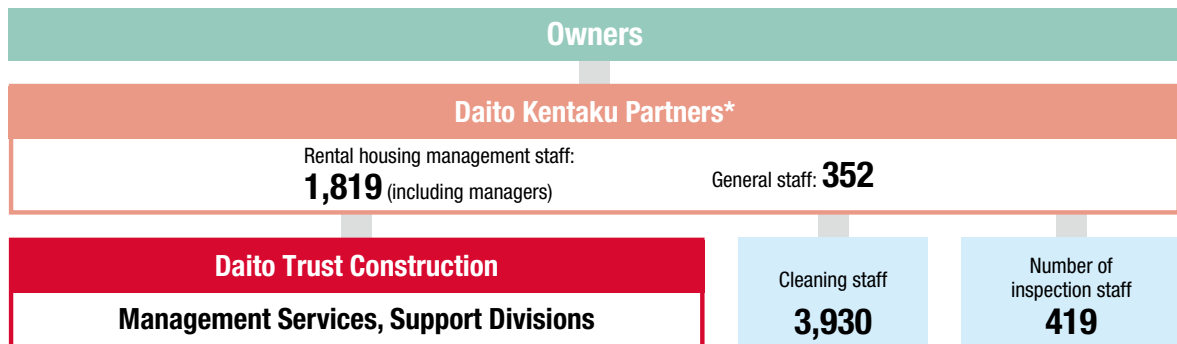 Owners
Daito Kentaku Partners*
Rental housing management staff:
1,819 (including managers)
General staff: 352
Daito Trust Construction
Management Services, Support Divisions
Cleaning staff
3,930
Number of
inspection staff
419